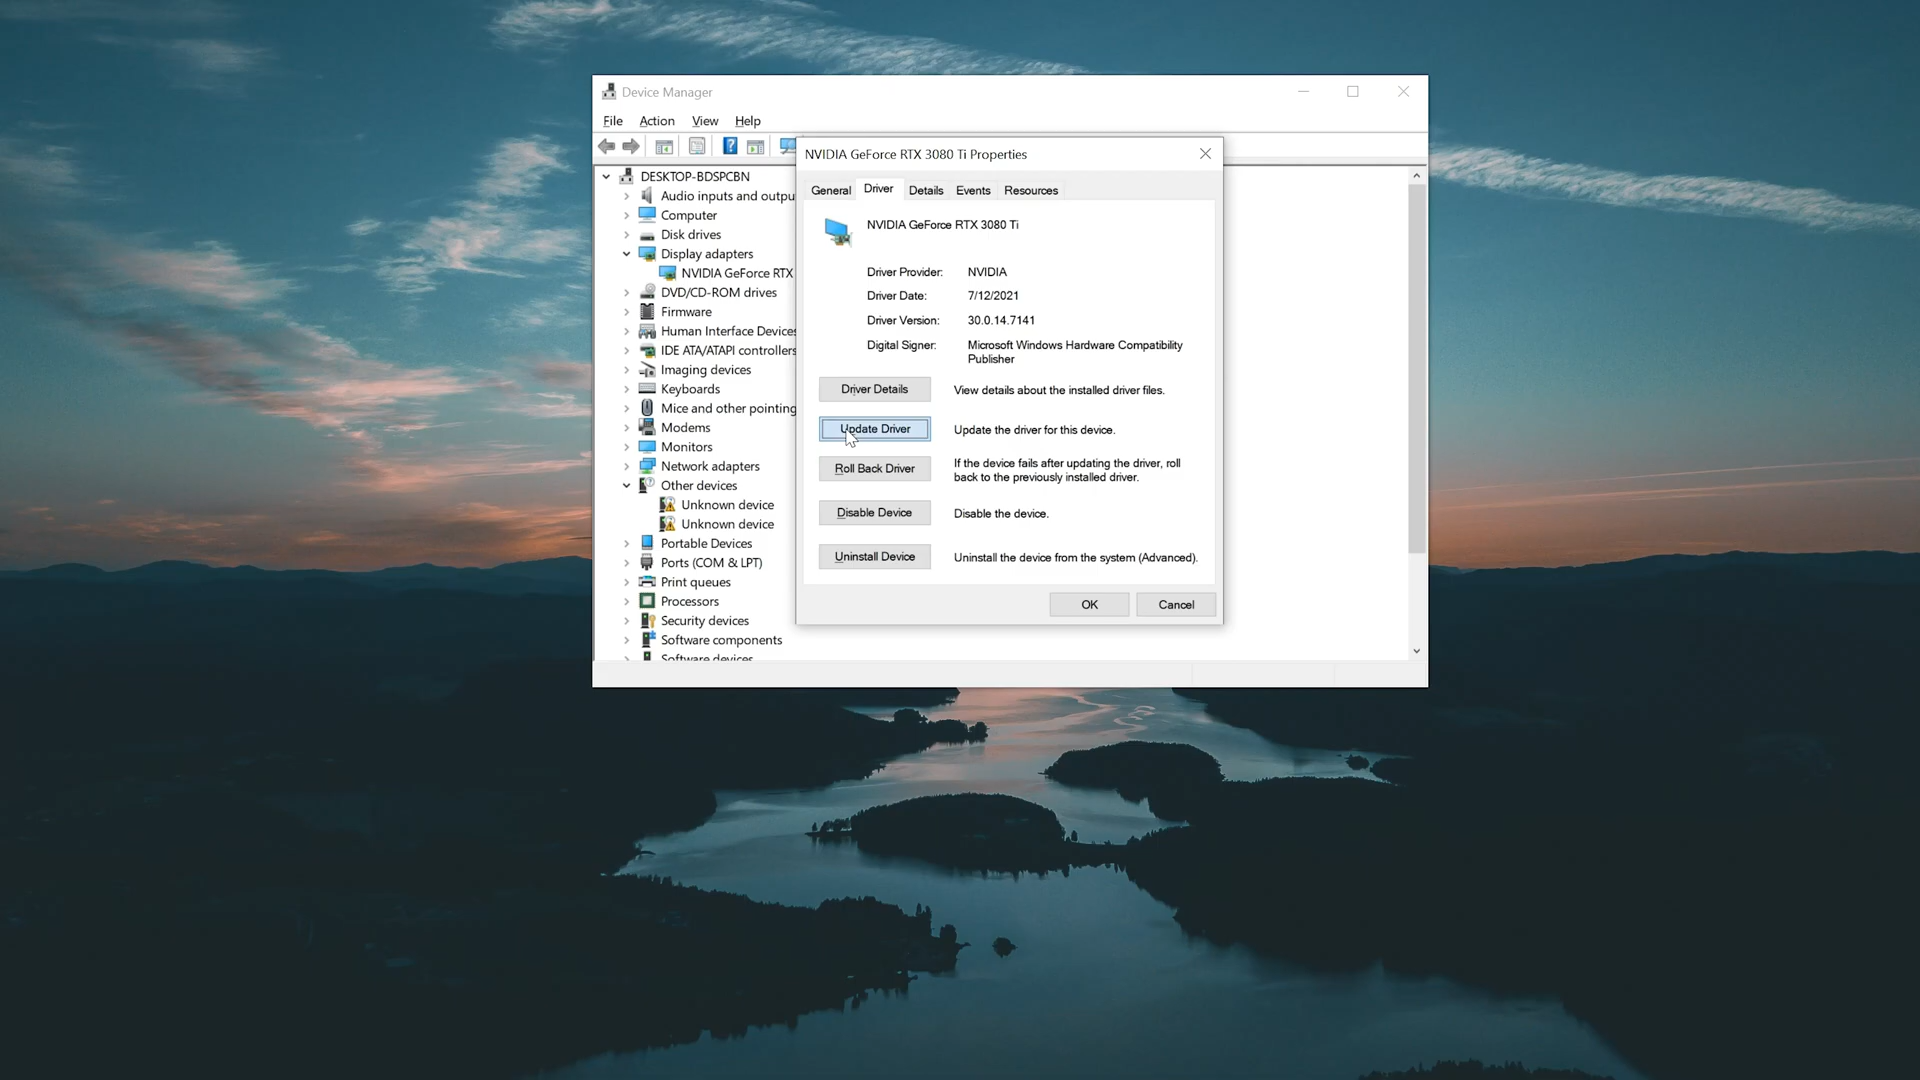 Device Manager
File Action View Help
NVIDIA GeForce RTX 3080 Ti Properties
DESKTOP-BDSPCBN
Audio inputs and outpu
Computer
Disk drives
Display adapters
NVIDIA GeForce RTX
DVD/CD-ROM drives
Firmware
Human Interface Devices
IDE ATA/ATAPI controllers
Imaging devices
Keyboards
Mice and other pointing
Modems
Monitors
Network adapters
Other devices
Unknown device
Unknown device
Portable Devices
Ports (COM & LPT)
Print queues
Processors
Security devices
Software components
Software devices
General Driver Details Events Resources
NVIDIA GeForce RTX 3080 Ti
Driver Provider: NVIDIA
Driver Date: 7/12/2021
Driver Version: 30.0.14.7141
Digital Signer: Microsoft Windows Hardware Compatibility
Publisher
Driver Details View details about the installed driver files.
Update Driver Update the driver for this device.
Roll Back Driver If the device fails after updating the driver, roll
back to the previously installed driver.
Disable Device Disable the device.
Uninstall Device Uninstall the device from the system (Advanced).
OK Cancel